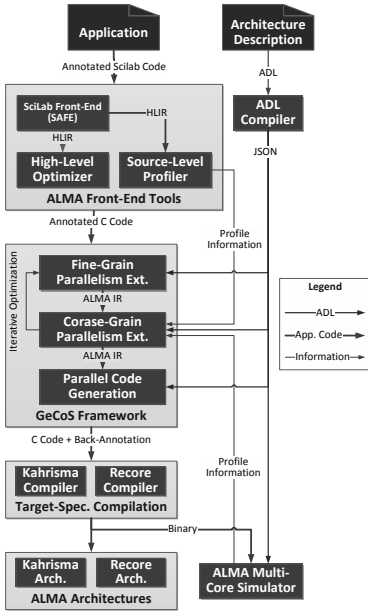 Application
Architecture
Description
Annotated Scilab Code
ADL
SciLab Front-End
(SAFE)
HLIR
ADL
Compiler
HLIR
JSON
High-Level
Optimizer
Source-Level
Profiler
ALMA Front-End Tools
Annotated C Code
Profile
Information
Iterative Optimization
Fine-Grain
Parallelism Ext.
ALMA IR
Corase-Grain
Parallelism Ext.
ALMA IR
Parallel Code
Generation
GeCoS Framework
Legend
ADL
App. Code
Information
C Code + Back-Annotation
Profile
Information
Kahrisma
Compiler
Recore
Compiler
Target-Spec. Compilation
Binary
Kahrisma
Arch.
Recore
Arch.
ALMA Architectures
ALMA Multi-
Core Simulator